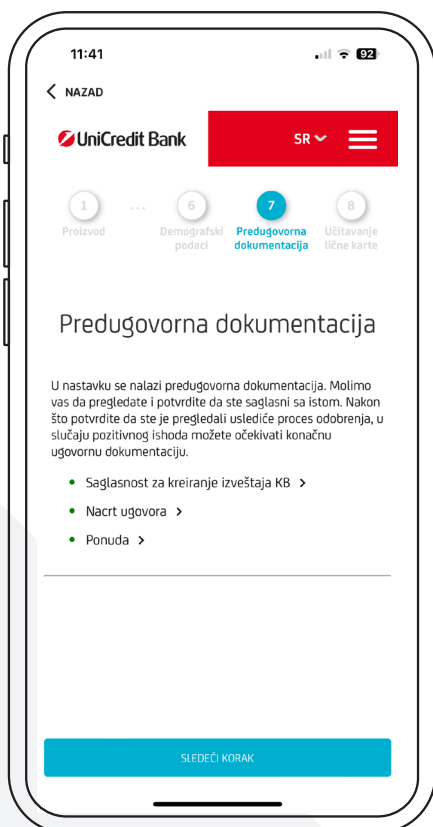 11:41
92
NAZAD
UniCredit Bank
SR
1
...
6
7
8
Proizvod
Demografski podaci
Predugovorna dokumentacija
Učitavanje lične karte
Predugovorna dokumentacija
U nastavku se nalazi predugovorna dokumentacija. Molimo
vas da pregledate i potvrdite da ste saglasni sa istom. Nakon
što potvrdite da ste je pregledali uslediće proces odobrenja, u
slučaju pozitivnog ishoda možete očekivati konačnu
ugovornu dokumentaciju.
Saglasnost za kreiranje izveštaja KB >
Nacrt ugovora >
Ponuda >
SLEDEĆI KORAK